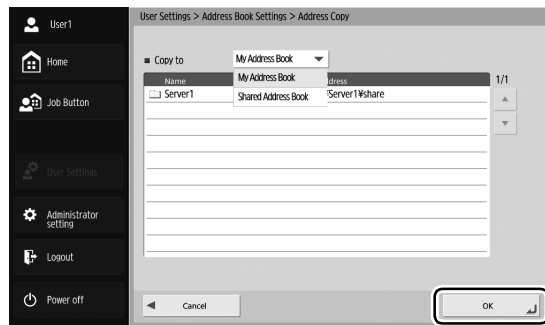 User1
User Settings > Address Book Settings > Address Copy
Home
Job Button
User Settings
Administrator
setting
Logout
Power off
■ Copy to
My Address Book
My Address Book
Shared Address Book
Name
dress
1/1
Server1
Server1¥share
Cancel
OK